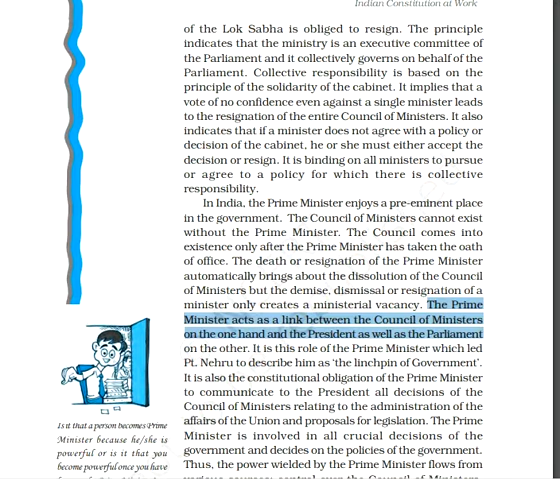 Indian Constitution at Work
of the Lok Sabha is obliged to resign. The principle
indicates that the ministry is an executive committee of
the Parliament and it collectively governs on behalf of the
Parliament. Collective responsibility is based on the
principle of the solidarity of the cabinet. It implies that a
vote of no confidence even against a single minister leads
to the resignation of the entire Council of Ministers. It also
indicates that if a minister does not agree with a policy or
decision of the cabinet, he or she must either accept the
decision or resign. It is binding on all ministers to pursue
or agree to a policy for which there is collective
responsibility.
In India, the Prime Minister enjoys a pre-eminent place
in the government. The Council of Ministers cannot exist
without the Prime Minister. The Council comes into
existence only after the Prime Minister has taken the oath
of office. The death or resignation of the Prime Minister
automatically brings about the dissolution of the Council
of Ministers but the demise, dismissal or resignation of a
minister only creates a ministerial vacancy. The Prime
Minister acts as a link between the Council of Ministers
on the one hand and the President as well as the Parliament
on the other. It is this role of the Prime Minister which led
Pt. Nehru to describe him as ‘the linchpin of Government’.
It is also the constitutional obligation of the Prime Minister
to communicate to the President all decisions of the
Council of Ministers relating to the administration of the
affairs of the Union and proposals for legislation. The Prime
Minister is involved in all crucial decisions of the
government and decides on the policies of the government.
Thus, the power wielded by the Prime Minister flows from
Is it that a person becomes Prime
Minister because he/she is
powerful or is it that you
become powerful once you have